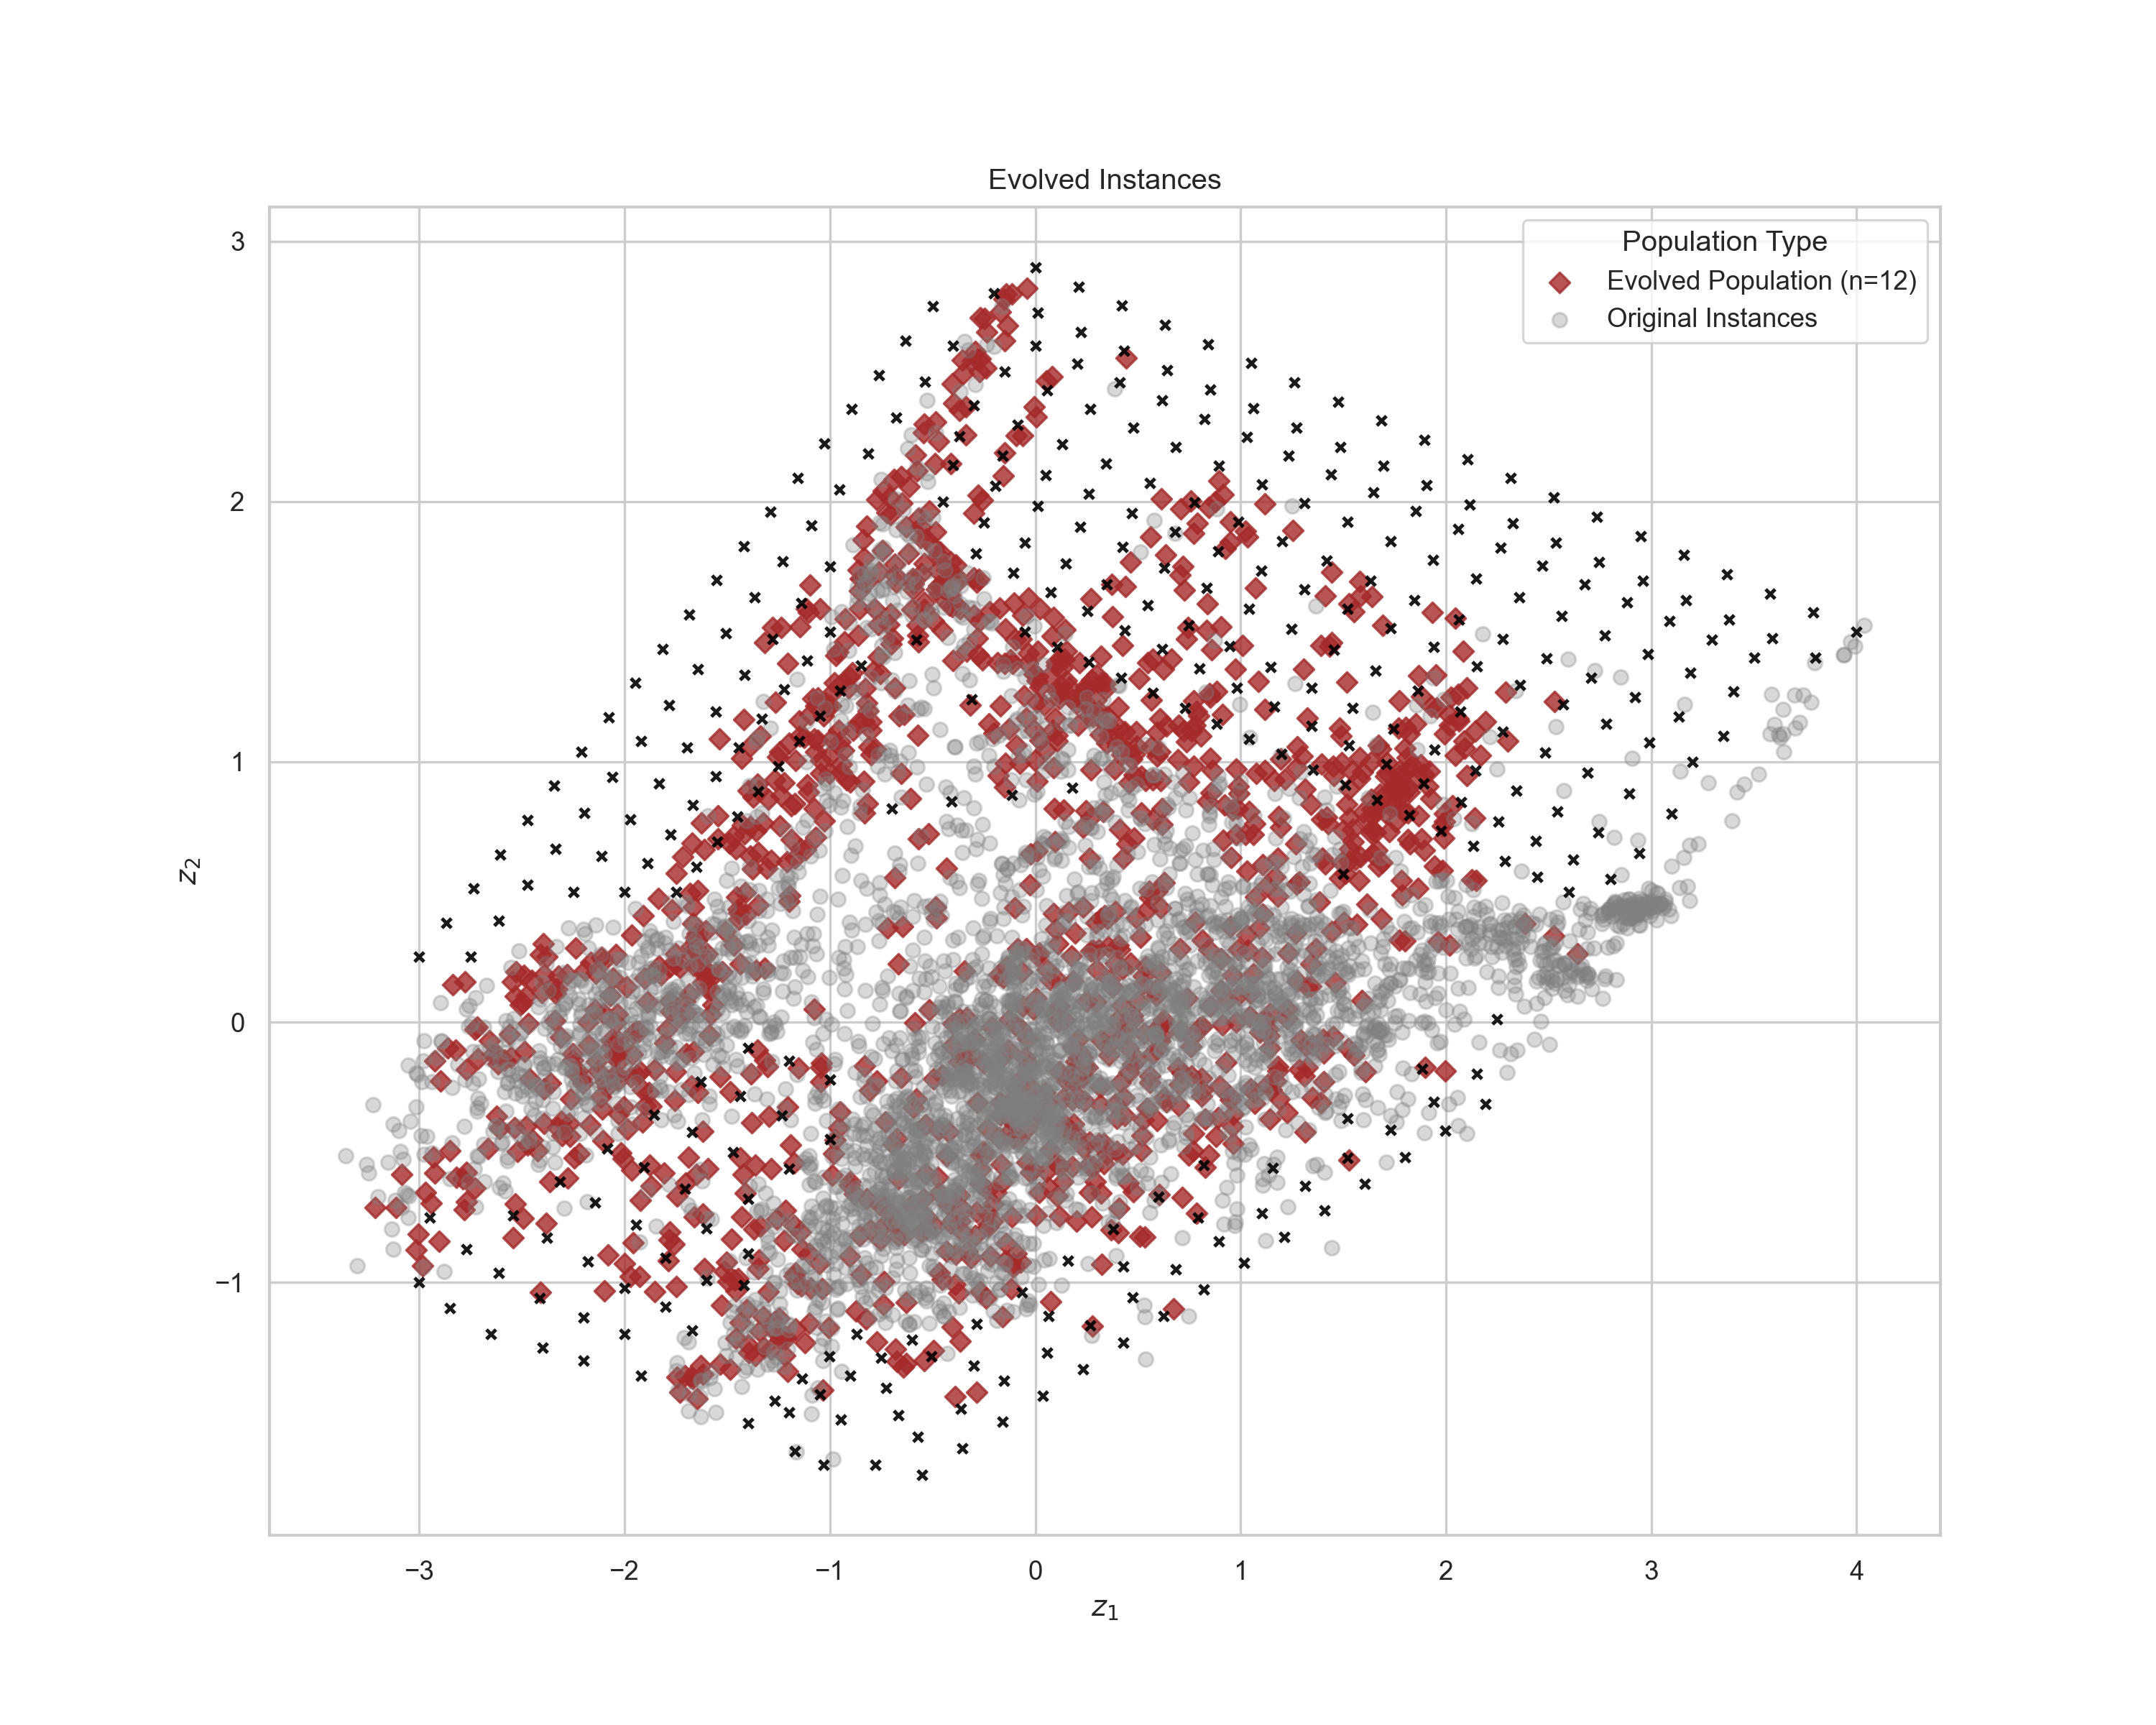 Evolved Instances
Population Type
Evolved Population (n=12)
Original Instances
3
2
1
0
−1
z₂
−3 −2 −1 0 1 2 3 4
z₁